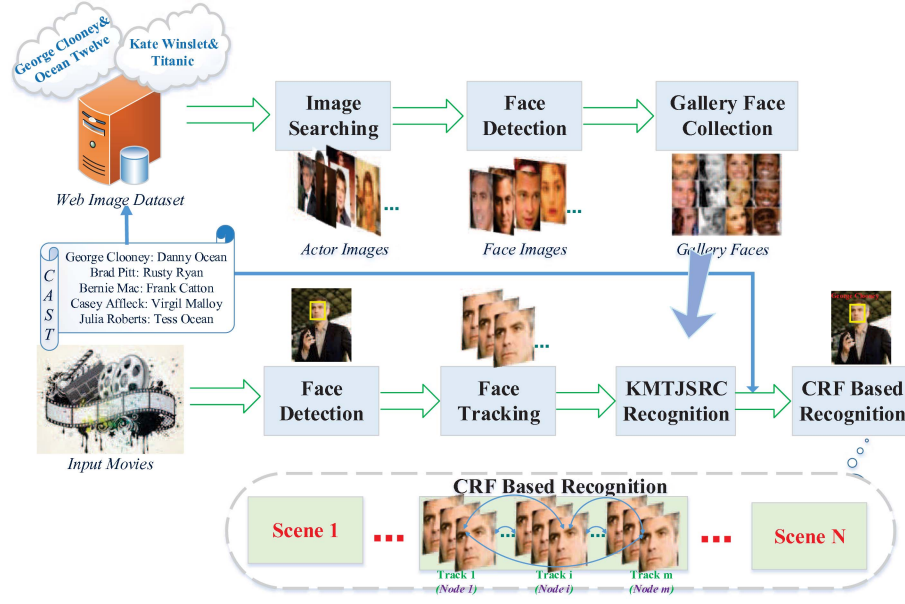 George Clooney&
Ocean Twelve
Kate Winslet&
Titanic
Image
Searching
Face
Detection
Gallery Face
Collection
Web Image Dataset
...
Actor Images
...
Face Images
Gallery Faces
CAST
George Clooney: Danny Ocean
Brad Pitt: Rusty Ryan
Bernie Mac: Frank Catton
Casey Affleck: Virgil Malloy
Julia Roberts: Tess Ocean
George Clooney
...
Face
Detection
Face
Tracking
KMTJSRC
Recognition
CRF Based
Recognition
Input Movies
CRF Based Recognition
Scene 1
...
...
...
...
Scene N
Track 1
(Node 1)
Track i
(Node i)
Track m
(Node m)